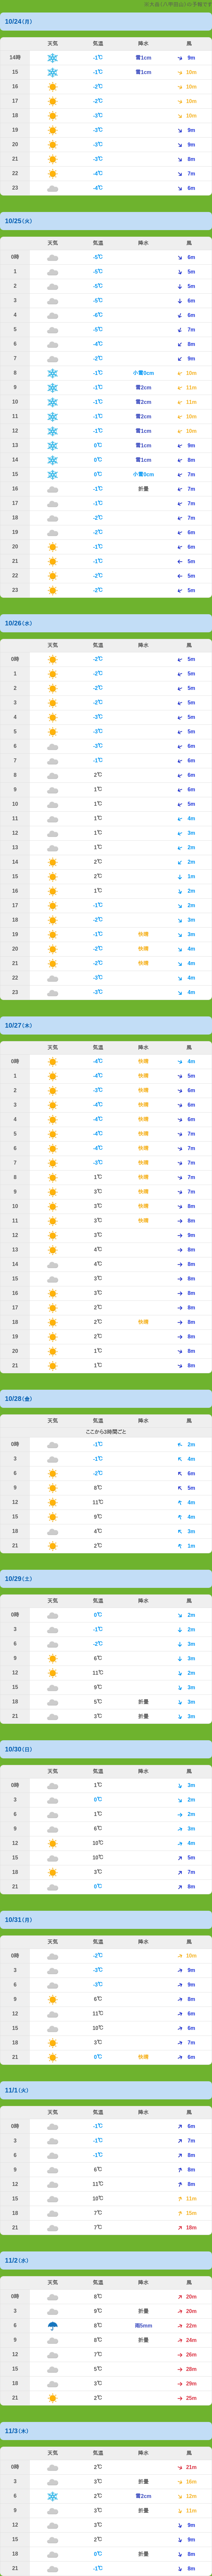 10/24(月)
天気 気温 降水 風
14時 -1℃ 雪1cm 9m
15 -1℃ 雪1cm 10m
16 -2℃ 10m
17 -2℃ 10m
18 -3℃ 10m
19 -3℃ 9m
20 -3℃ 9m
21 -3℃ 8m
22 -4℃ 7m
23 -4℃ 6m
10/25(火)
天気 気温 降水 風
0時 -5℃ 6m
1 -5℃ 5m
2 -5℃ 5m
3 -5℃ 6m
4 -6℃ 6m
5 -5℃ 7m
6 -4℃ 8m
7 -2℃ 9m
8 -1℃ 小雪0cm 10m
9 -1℃ 雪2cm 11m
10 -1℃ 雪2cm 11m
11 -1℃ 雪2cm 10m
12 -1℃ 雪1cm 10m
13 0℃ 雪1cm 9m
14 0℃ 雪1cm 8m
15 0℃ 小雪0cm 7m
16 -1℃ 折曇 7m
17 -1℃ 7m
18 -2℃ 7m
19 -2℃ 6m
20 -1℃ 6m
21 -1℃ 5m
22 -2℃ 5m
23 -2℃ 5m
10/26(水)
天気 気温 降水 風
0時 -2℃ 5m
1 -2℃ 5m
2 -2℃ 5m
3 -2℃ 5m
4 -3℃ 5m
5 -3℃ 5m
6 -3℃ 6m
7 -1℃ 6m
8 2℃ 6m
9 1℃ 6m
10 1℃ 5m
11 1℃ 4m
12 1℃ 3m
13 1℃ 2m
14 2℃ 2m
15 2℃ 1m
16 1℃ 2m
17 -1℃ 2m
18 -2℃ 3m
19 -1℃ 快晴 3m
20 -2℃ 快晴 4m
21 -2℃ 快晴 4m
22 -3℃ 4m
23 -3℃ 4m
10/27(木)
天気 気温 降水 風
0時 -4℃ 快晴 4m
1 -4℃ 快晴 5m
2 -3℃ 快晴 6m
3 -4℃ 快晴 6m
4 -4℃ 快晴 6m
5 -4℃ 快晴 7m
6 -4℃ 快晴 7m
7 -3℃ 快晴 7m
8 1℃ 快晴 7m
9 3℃ 快晴 7m
10 3℃ 快晴 8m
11 3℃ 快晴 9m
12 3℃ 9m
13 4℃ 8m
14 4℃ 8m
15 3℃ 8m
16 3℃ 8m
17 2℃ 8m
18 2℃ 快晴 8m
19 2℃ 8m
20 1℃ 8m
21 1℃ 8m
10/28(金)
天気 気温 降水 風
ここから3時間ごと
0時 -1℃ 2m
3 -1℃ 4m
6 -2℃ 6m
9 8℃ 5m
12 11℃ 4m
15 9℃ 4m
18 4℃ 3m
21 2℃ 1m
10/29(土)
天気 気温 降水 風
0時 0℃ 2m
3 -1℃ 2m
6 -2℃ 3m
9 6℃ 3m
12 11℃ 2m
15 9℃ 3m
18 5℃ 折曇 3m
21 3℃ 折曇 3m
10/30(日)
天気 気温 降水 風
0時 1℃ 3m
3 0℃ 2m
6 1℃ 2m
9 6℃ 3m
12 10℃ 4m
15 10℃ 5m
18 3℃ 7m
21 0℃ 8m
10/31(月)
天気 気温 降水 風
0時 -2℃ 10m
3 -3℃ 9m
6 -3℃ 9m
9 6℃ 8m
12 11℃ 6m
15 10℃ 6m
18 3℃ 7m
21 0℃ 快晴 6m
11/1(火)
天気 気温 降水 風
0時 -1℃ 6m
3 -1℃ 7m
6 -1℃ 8m
9 6℃ 8m
12 11℃ 8m
15 10℃ 11m
18 7℃ 15m
21 7℃ 18m
11/2(水)
天気 気温 降水 風
0時 8℃ 20m
3 9℃ 折曇 20m
6 8℃ 雨5mm 22m
9 8℃ 折曇 24m
12 7℃ 26m
15 5℃ 28m
18 3℃ 29m
21 2℃ 25m
11/3(木)
天気 気温 降水 風
0時 2℃ 21m
3 3℃ 折曇 16m
6 2℃ 雪2cm 12m
9 3℃ 折曇 11m
12 3℃ 9m
15 2℃ 9m
18 0℃ 折曇 8m
21 -1℃ 8m